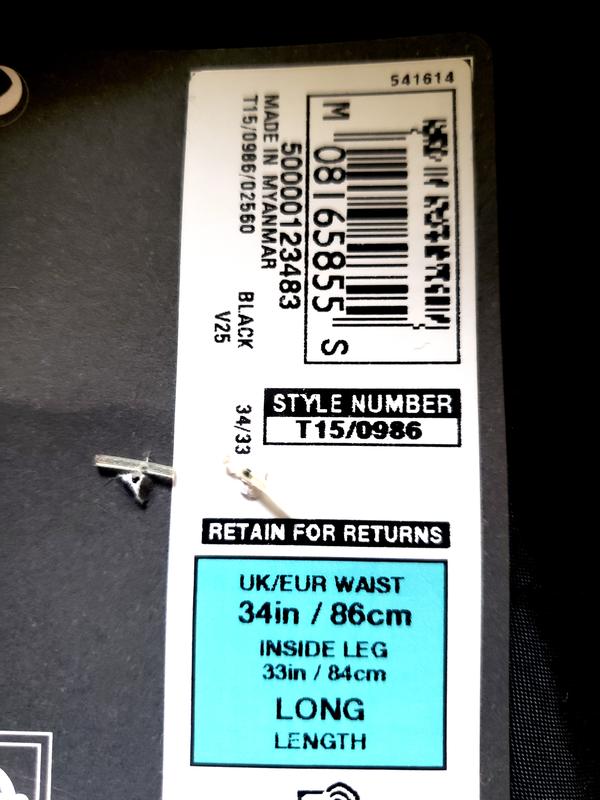 541614
M 08165855 S
50000123483
MADE IN MYANMAR
T15/0986/02560
BLACK
V25
34/33
STYLE NUMBER
T15/0986
RETAIN FOR RETURNS
UK/EUR WAIST
34in / 86cm
INSIDE LEG
33in / 84cm
LONG
LENGTH